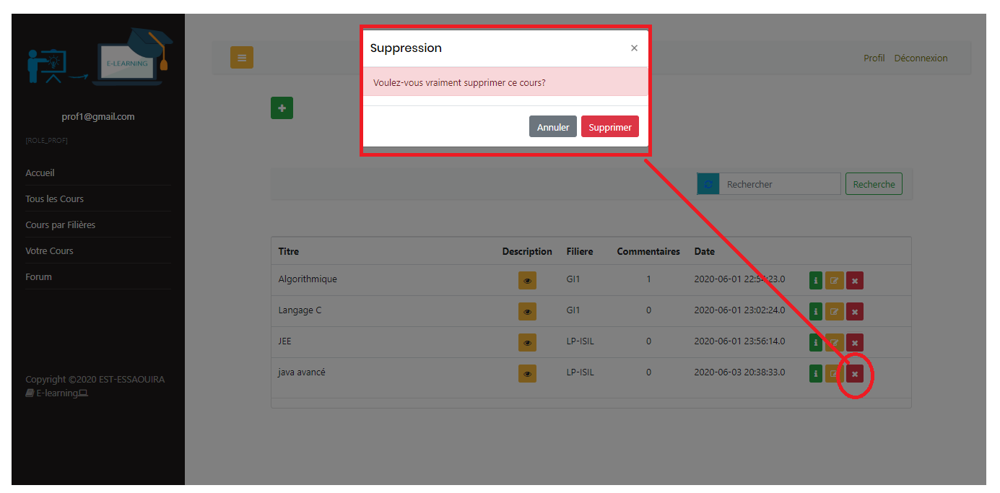 E-LEARNING
prof1@gmail.com
[ROLE_PROF]
Accueil
Tous les Cours
Cours par Filières
Votre Cours
Forum
Copyright ©2020 EST-ESSAOUIRA
E-learning
Profil Déconnexion
Suppression ×
Voulez-vous vraiment supprimer ce cours?
Annuler Supprimer
Rechercher Recherche
Titre Description Filiere Commentaires Date
Algorithmique GI1 1 2020-06-01 22:54:23.0
Langage C GI1 0 2020-06-01 23:02:24.0
JEE LP-ISIL 0 2020-06-01 23:56:14.0
java avancé LP-ISIL 0 2020-06-03 20:38:33.0